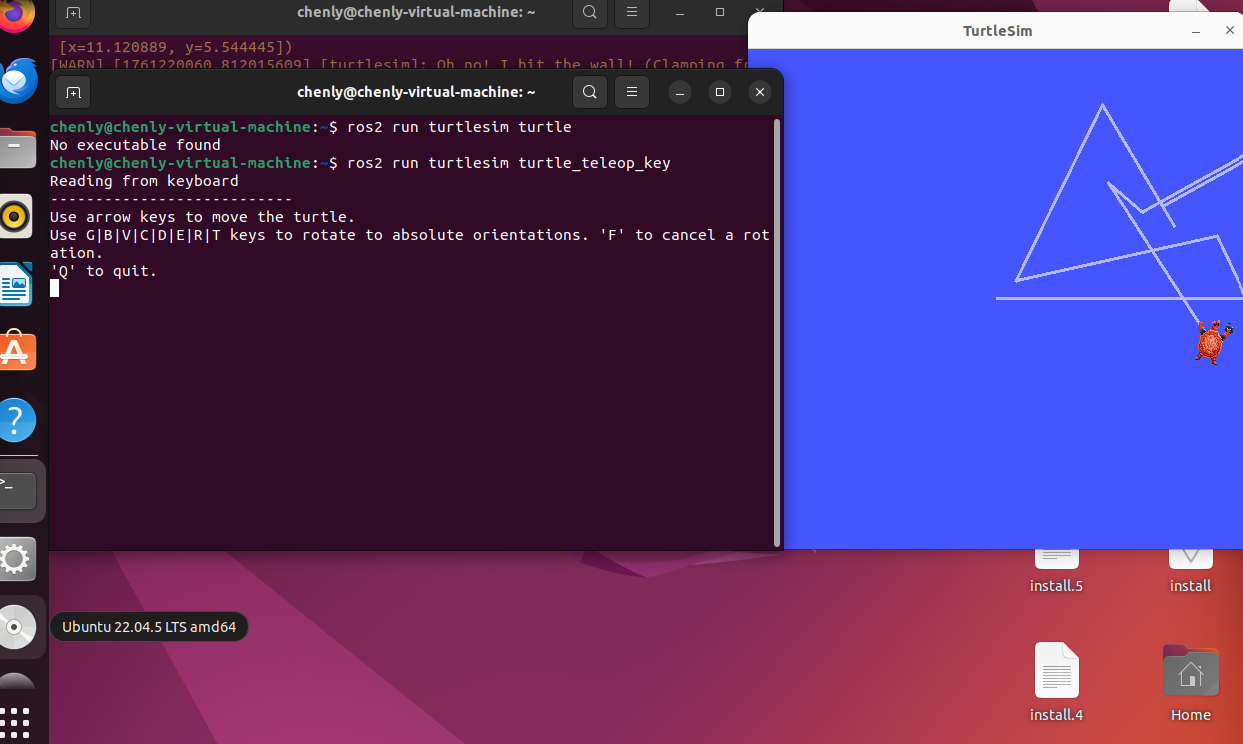 chenly@chenly-virtual-machine: ~
[x=11.120889, y=5.544445])
[WARN] [1761220060.812015609] [turtlesim]: Oh no! I hit the wall! (Clamping fr
TurtleSim
chenly@chenly-virtual-machine: ~
chenly@chenly-virtual-machine:~$ ros2 run turtlesim turtle
No executable found
chenly@chenly-virtual-machine:~$ ros2 run turtlesim turtle_teleop_key
Reading from keyboard
---------------------------
Use arrow keys to move the turtle.
Use G|B|V|C|D|E|R|T keys to rotate to absolute orientations. 'F' to cancel a rot
ation.
'Q' to quit.
Ubuntu 22.04.5 LTS amd64
install.5
install
install.4
Home